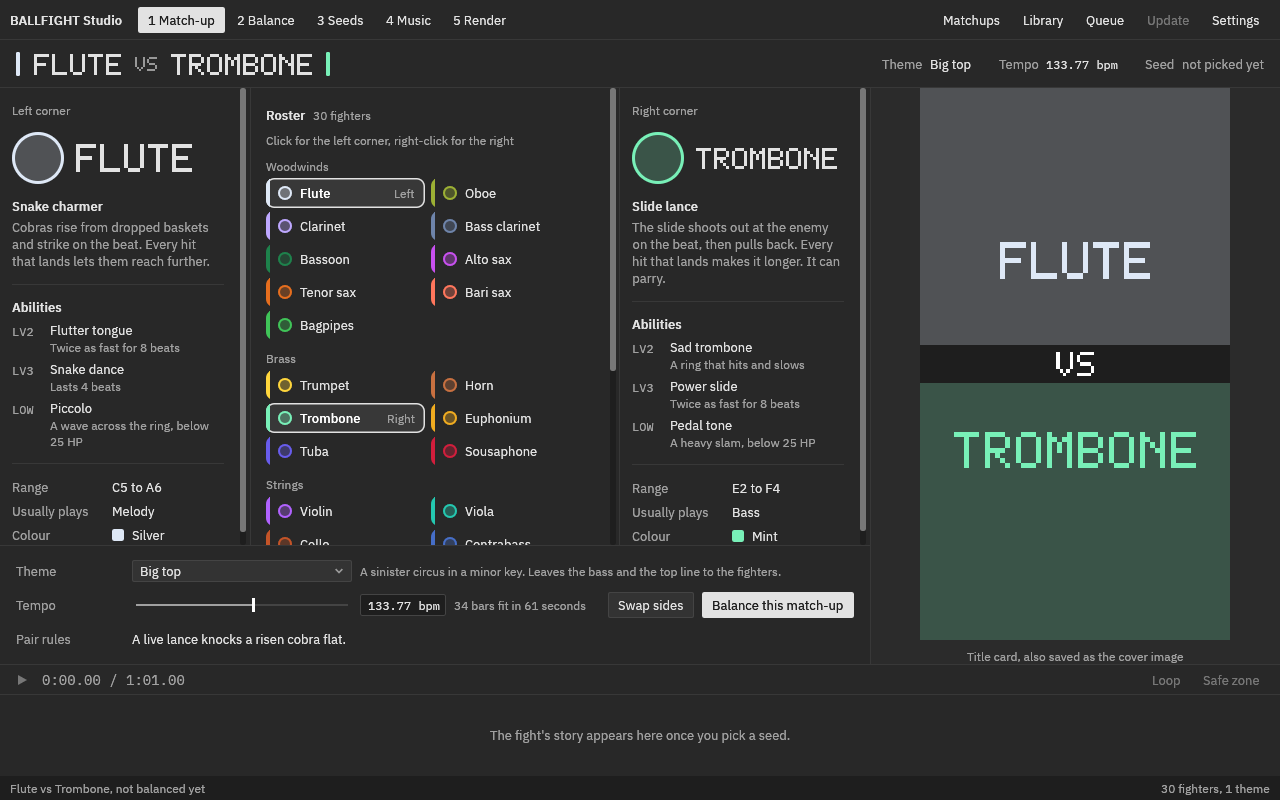 BALLFIGHT Studio 1 Match-up 2 Balance 3 Seeds 4 Music 5 Render Matchups Library Queue Update Settings
FLUTE VS TROMBONE Theme Big top Tempo 133.77 bpm Seed not picked yet
Left corner
FLUTE
Snake charmer
Cobras rise from dropped baskets
and strike on the beat. Every hit
that lands lets them reach further.
Abilities
LV2 Flutter tongue
Twice as fast for 8 beats
LV3 Snake dance
Lasts 4 beats
LOW Piccolo
A wave across the ring, below
25 HP
Range C5 to A6
Usually plays Melody
Colour Silver
Roster 30 fighters
Click for the left corner, right-click for the right
Woodwinds
Flute Left Oboe
Clarinet Bass clarinet
Bassoon Alto sax
Tenor sax Bari sax
Bagpipes
Brass
Trumpet Horn
Trombone Right Euphonium
Tuba Sousaphone
Strings
Violin Viola
Cello Contrabass
Right corner
TROMBONE
Slide lance
The slide shoots out at the enemy
on the beat, then pulls back. Every
hit that lands makes it longer. It can
parry.
Abilities
LV2 Sad trombone
A ring that hits and slows
LV3 Power slide
Twice as fast for 8 beats
LOW Pedal tone
A heavy slam, below 25 HP
Range E2 to F4
Usually plays Bass
Colour Mint
FLUTE
VS
TROMBONE
Title card, also saved as the cover image
Theme Big top A sinister circus in a minor key. Leaves the bass and the top line to the fighters.
Tempo 133.77 bpm 34 bars fit in 61 seconds Swap sides Balance this match-up
Pair rules A live lance knocks a risen cobra flat.
0:00.00 / 1:01.00 Loop Safe zone
The fight's story appears here once you pick a seed.
Flute vs Trombone, not balanced yet 30 fighters, 1 theme